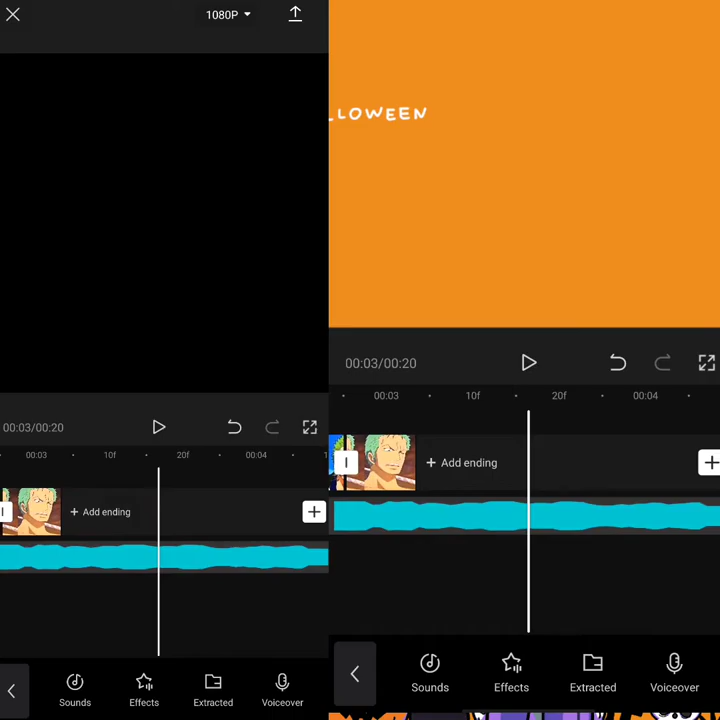 1080P
00:03/00:20
00:03
10f
20f
00:04
+ Add ending
Sounds
Effects
Extracted
Voiceover
LLOWEEN
00:03/00:20
00:03
10f
20f
00:04
+ Add ending
Sounds
Effects
Extracted
Voiceover